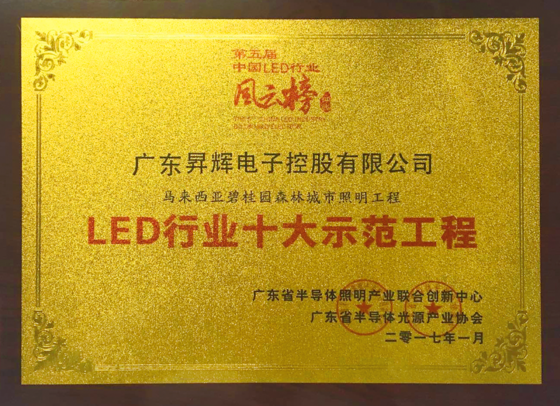 第五届
中国LED行业
风云榜
广东昇辉电子控股有限公司
马来西亚碧桂园森林城市照明工程
LED行业十大示范工程
广东省半导体照明产业联合创新中心
广东省半导体光源产业协会
二零一七年一月